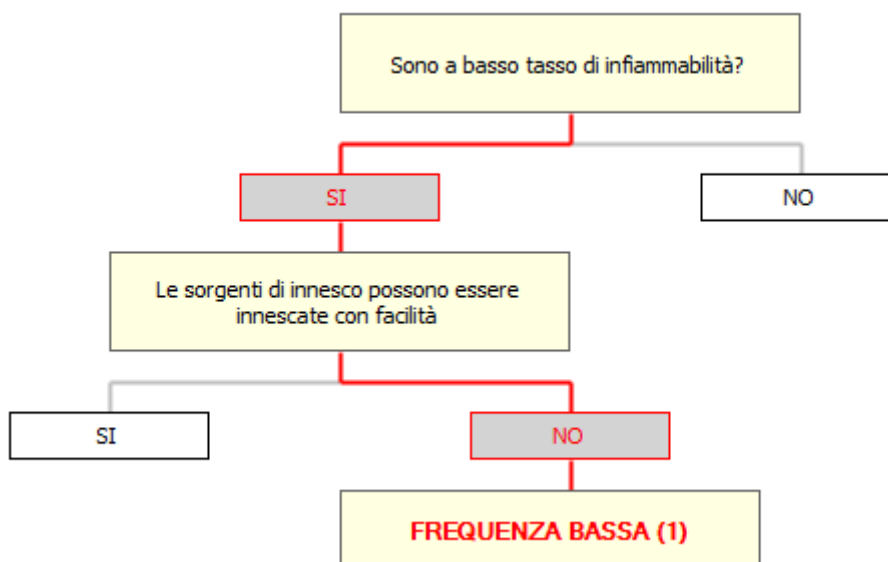 Sono a basso tasso di infiammabilità?
SI
NO
Le sorgenti di innesco possono essere
innescate con facilità
SI
NO
FREQUENZA BASSA (1)